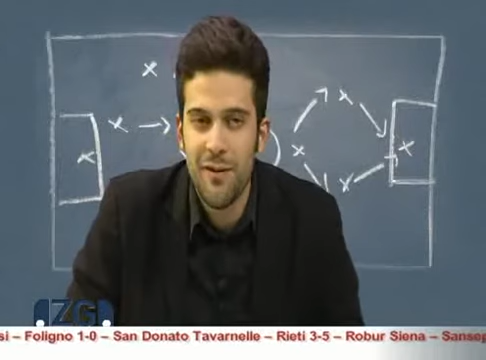 x
x
x
x
x
x
x
x
ZG
si – Foligno 1-0 – San Donato Tavarnelle – Rieti 3-5 – Robur Siena – Sansep